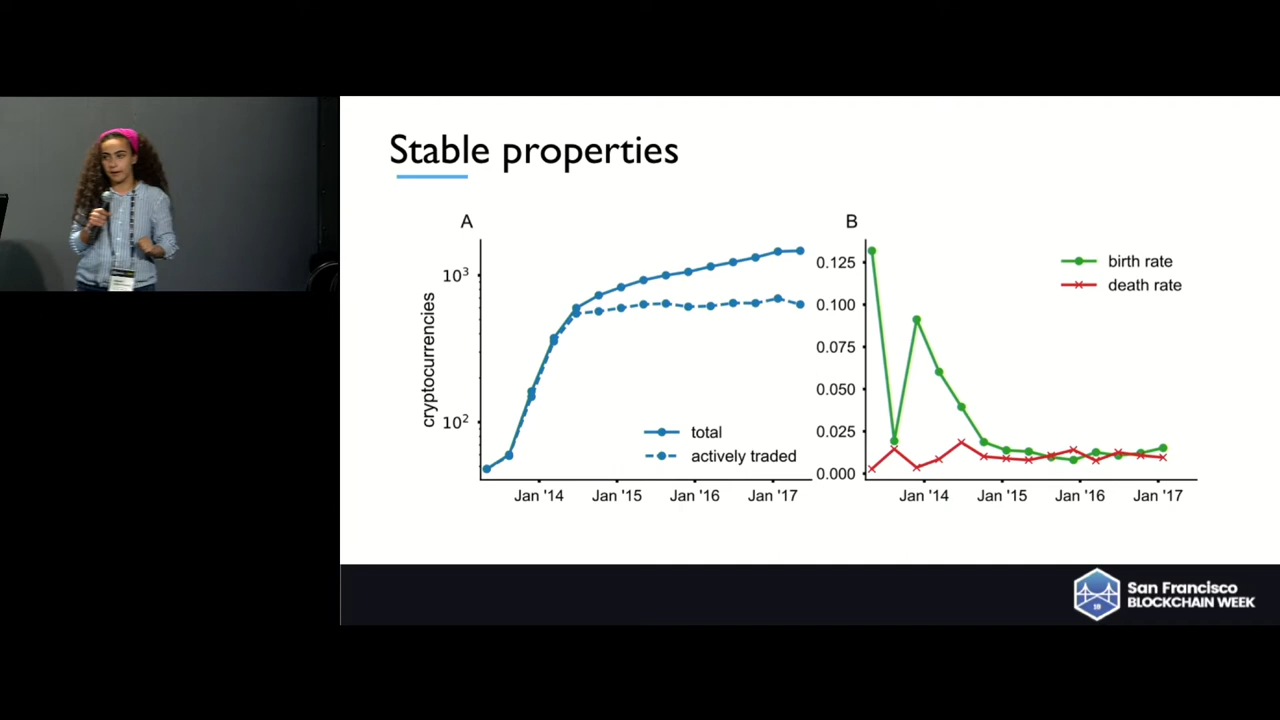 Stable properties
A
cryptocurrencies
10³
10²
total
actively traded
Jan '14
Jan '15
Jan '16
Jan '17
B
0.125
0.100
0.075
0.050
0.025
0.000
birth rate
death rate
Jan '14
Jan '15
Jan '16
Jan '17
18
San Francisco
BLOCKCHAIN WEEK